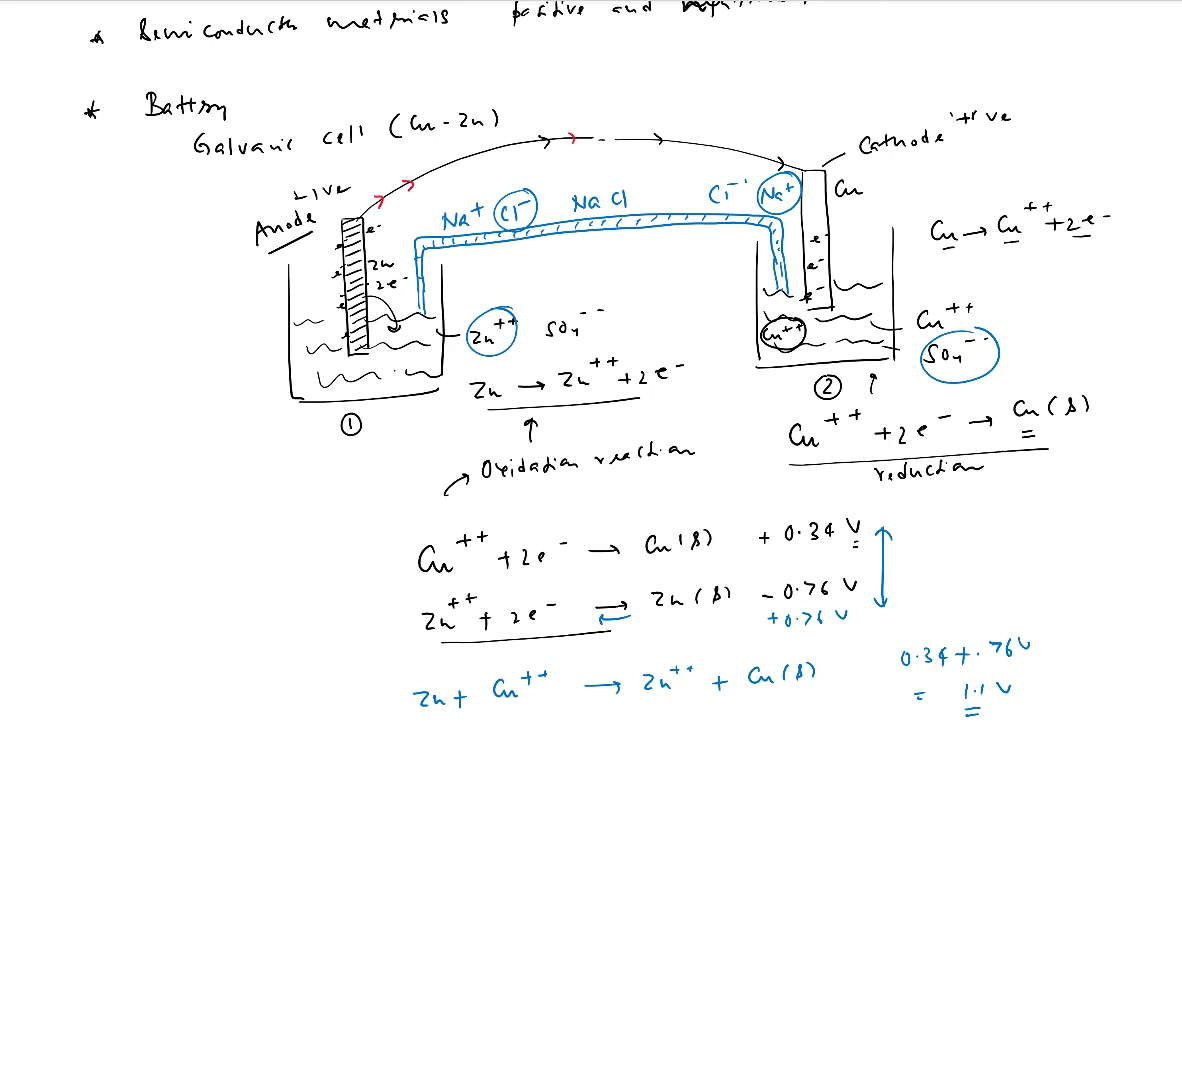 * Semiconductor materials positive and
* Battery
Galvanic cell (Cu-Zn)
'+'ve
Cathode
Cu
L'-'ve
Anode
Na+ Cl- NaCl Cl- Na+
e-
e-
Zn
e-
2e-
e-
e-
e-
e-
Cu → Cu++ + 2e-
Zn++ SO4--
Cu++
Cu++
SO4--
Zn → Zn++ + 2e-
① ②
Cu++ + 2e- → Cu(s)
reduction
Oxidation reaction
Cu++ + 2e- → Cu(s) + 0.34 V
Zn++ + 2e- → Zn(s) - 0.76 V
+0.76 V
0.34 + .76V
= 1.1 V
Zn + Cu++ → Zn++ + Cu(s)